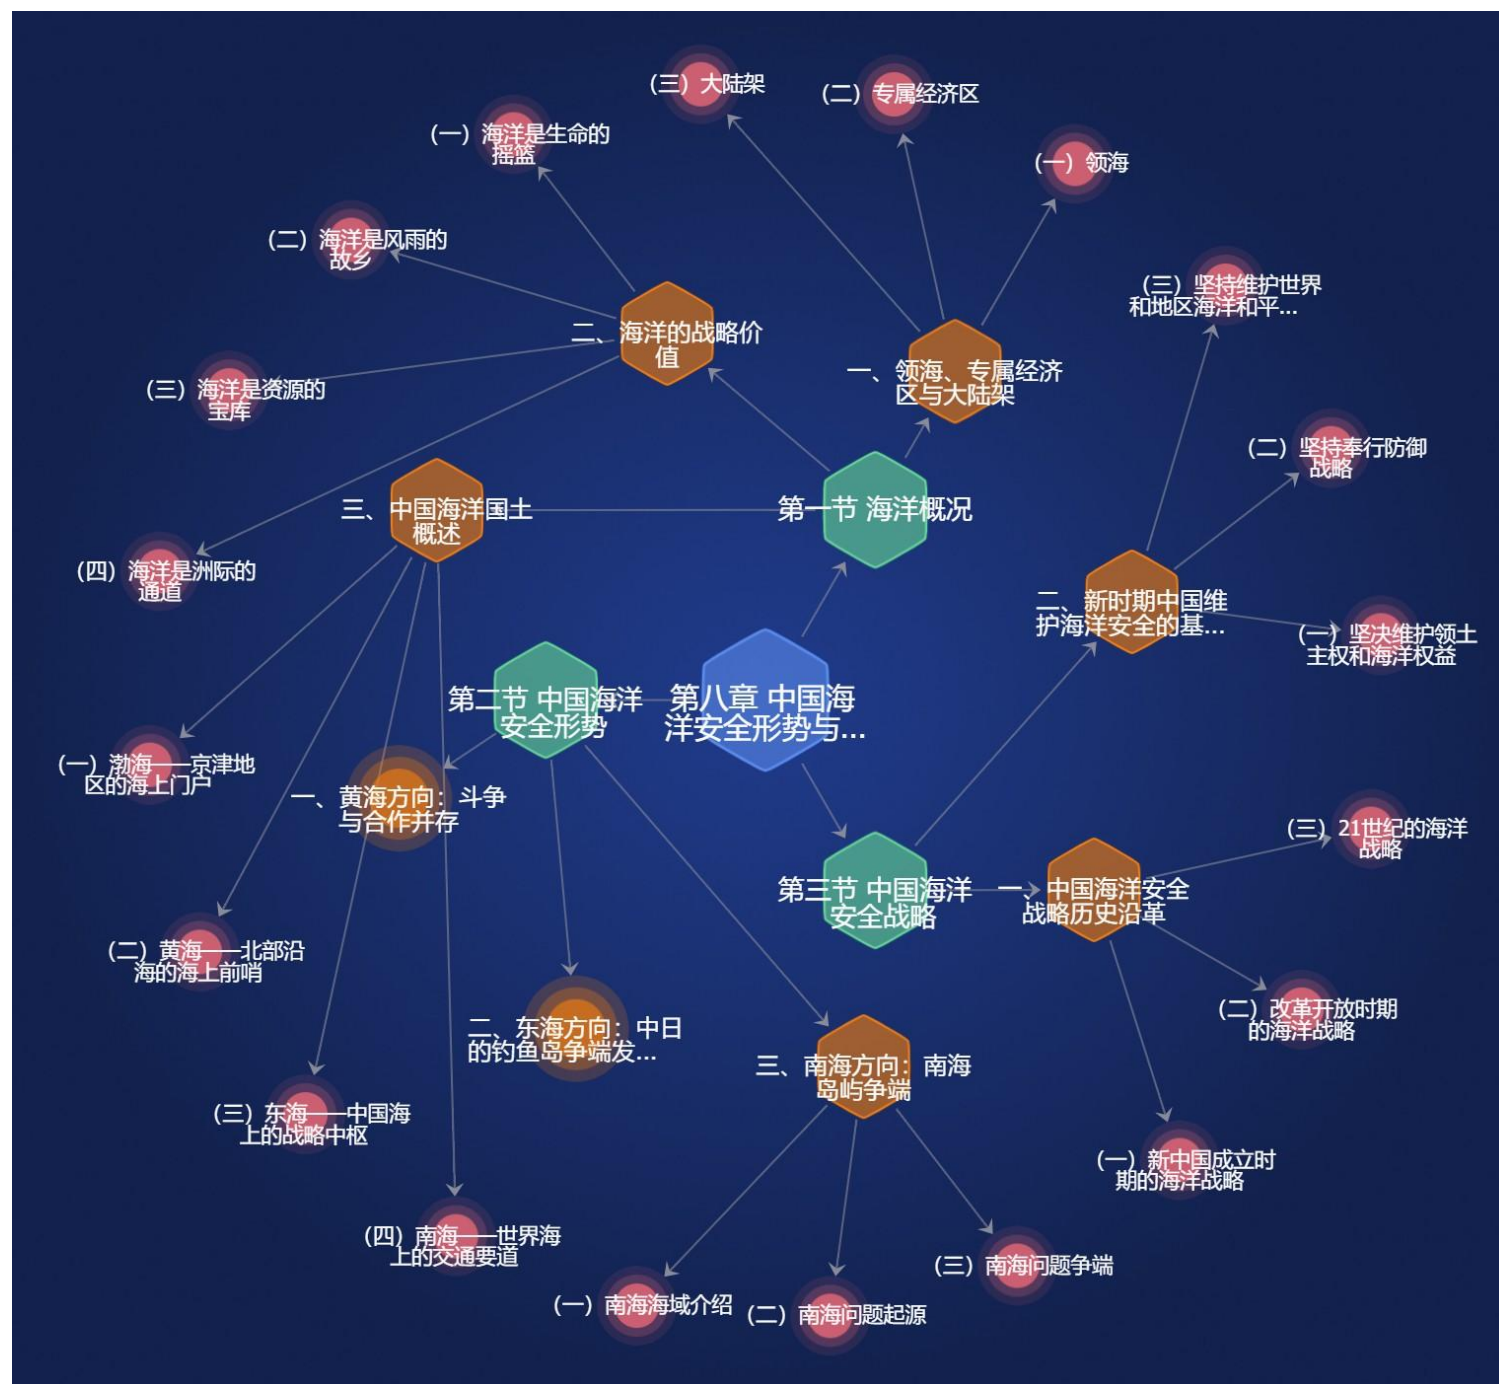 （三）大陆架
（二）专属经济区
（一）海洋是生命的
摇篮
（一）领海
（二）海洋是风雨的
故乡
（三）坚持维护世界
和地区海洋和平...
二、海洋的战略价
值
一、领海、专属经济
区与大陆架
（三）海洋是资源的
宝库
（二）坚持奉行防御
战略
三、中国海洋国土
概述
第一节 海洋概况
（四）海洋是洲际的
通道
二、新时期中国维
护海洋安全的基...
（一）坚决维护领土
主权和海洋权益
第二节 中国海洋
安全形势
第八章 中国海
洋安全形势与...
（一）渤海——京津地
区的海上门户
一、黄海方向：斗争
与合作并存
（三）21世纪的海洋
战略
第三节 中国海洋
安全战略
一、中国海洋安全
战略历史沿革
（二）黄海——北部沿
海的海上前哨
（二）改革开放时期
的海洋战略
二、东海方向：中日
的钓鱼岛争端发...
三、南海方向：南海
岛屿争端
（三）东海——中国海
上的战略中枢
（一）新中国成立时
期的海洋战略
（四）南海——世界海
上的交通要道
（三）南海问题争端
（一）南海海域介绍
（二）南海问题起源